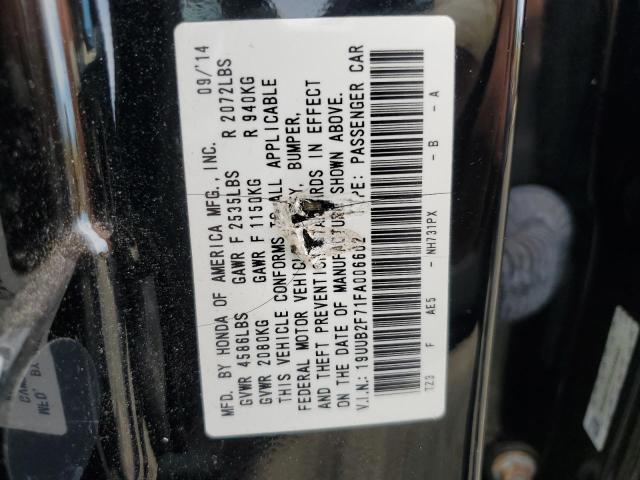 MFD. BY HONDA OF AMERICA MFG., INC. 09/'14
GVWR 4586LBS GAWR F 2535LBS R 2072LBS
GVWR 2080KG GAWR F 1150KG R 940KG
THIS VEHICLE CONFORMS TO ALL APPLICABLE
FEDERAL MOTOR VEHICLE BUMPER,
AND THEFT PREVENTION IN EFFECT
ON THE DATE OF MANUFACTURE SHOWN ABOVE.
V.I.N.: 19UUB2F71FA006602 PASSENGER CAR
TZ3 F AE5 - NH731PX - B - A